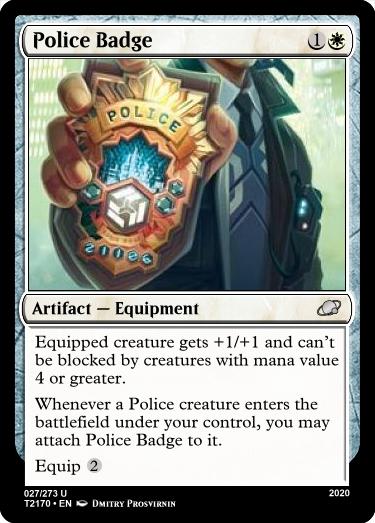 Police Badge 1
POLICE
21126
Artifact — Equipment
Equipped creature gets +1/+1 and can't
be blocked by creatures with mana value
4 or greater.
Whenever a Police creature enters the
battlefield under your control, you may
attach Police Badge to it.
Equip 2
027/273 U
2020
T2170 • EN Dmitry Prosvirnin